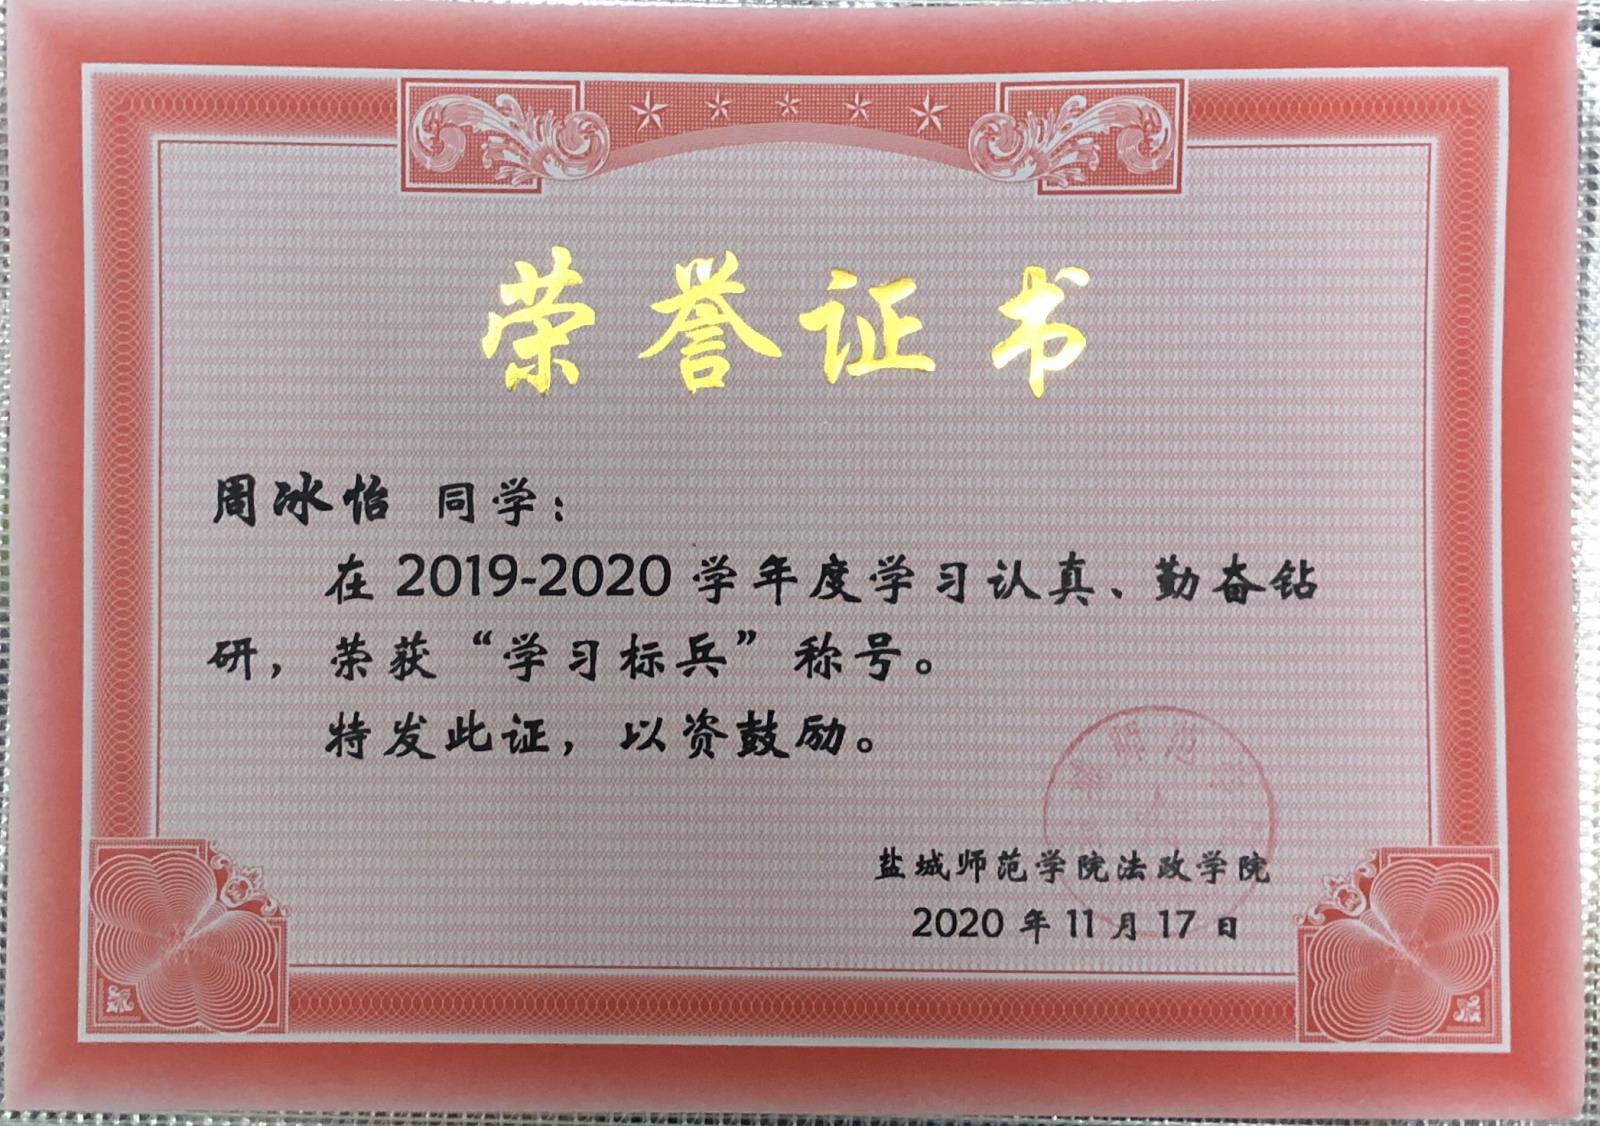 荣誉证书
周冰怡 同学：
在 2019-2020 学年度学习认真、勤奋钻
研，荣获“学习标兵”称号。
特发此证，以资鼓励。
盐城师范学院法政学院
2020 年 11 月 17 日